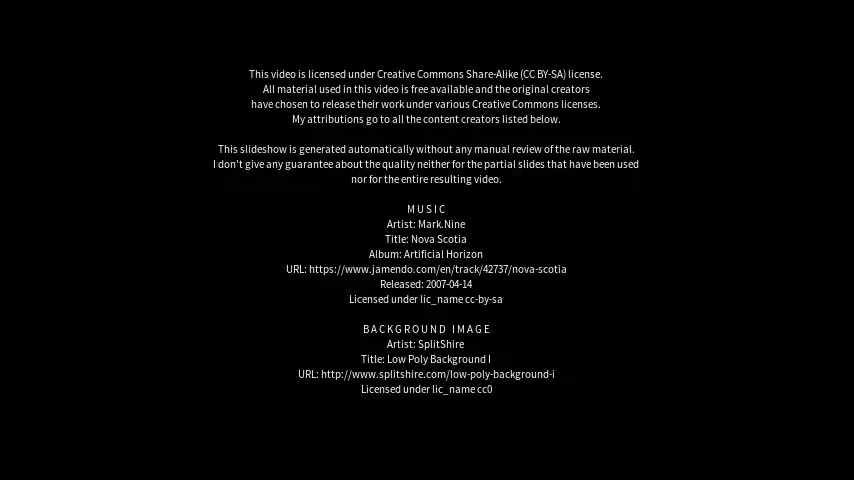 This video is licensed under Creative Commons Share-Alike (CC BY-SA) license.
All material used in this video is free available and the original creators
have chosen to release their work under various Creative Commons licenses.
My attributions go to all the content creators listed below.
This slideshow is generated automatically without any manual review of the raw material.
I don't give any guarantee about the quality neither for the partial slides that have been used
nor for the entire resulting video.
MUSIC
Artist: Mark.Nine
Title: Nova Scotia
Album: Artificial Horizon
URL: https://www.jamendo.com/en/track/42737/nova-scotia
Released: 2007-04-14
Licensed under lic_name cc-by-sa
BACKGROUND IMAGE
Artist: SplitShire
Title: Low Poly Background I
URL: http://www.splitshire.com/low-poly-background-i
Licensed under lic_name cc0